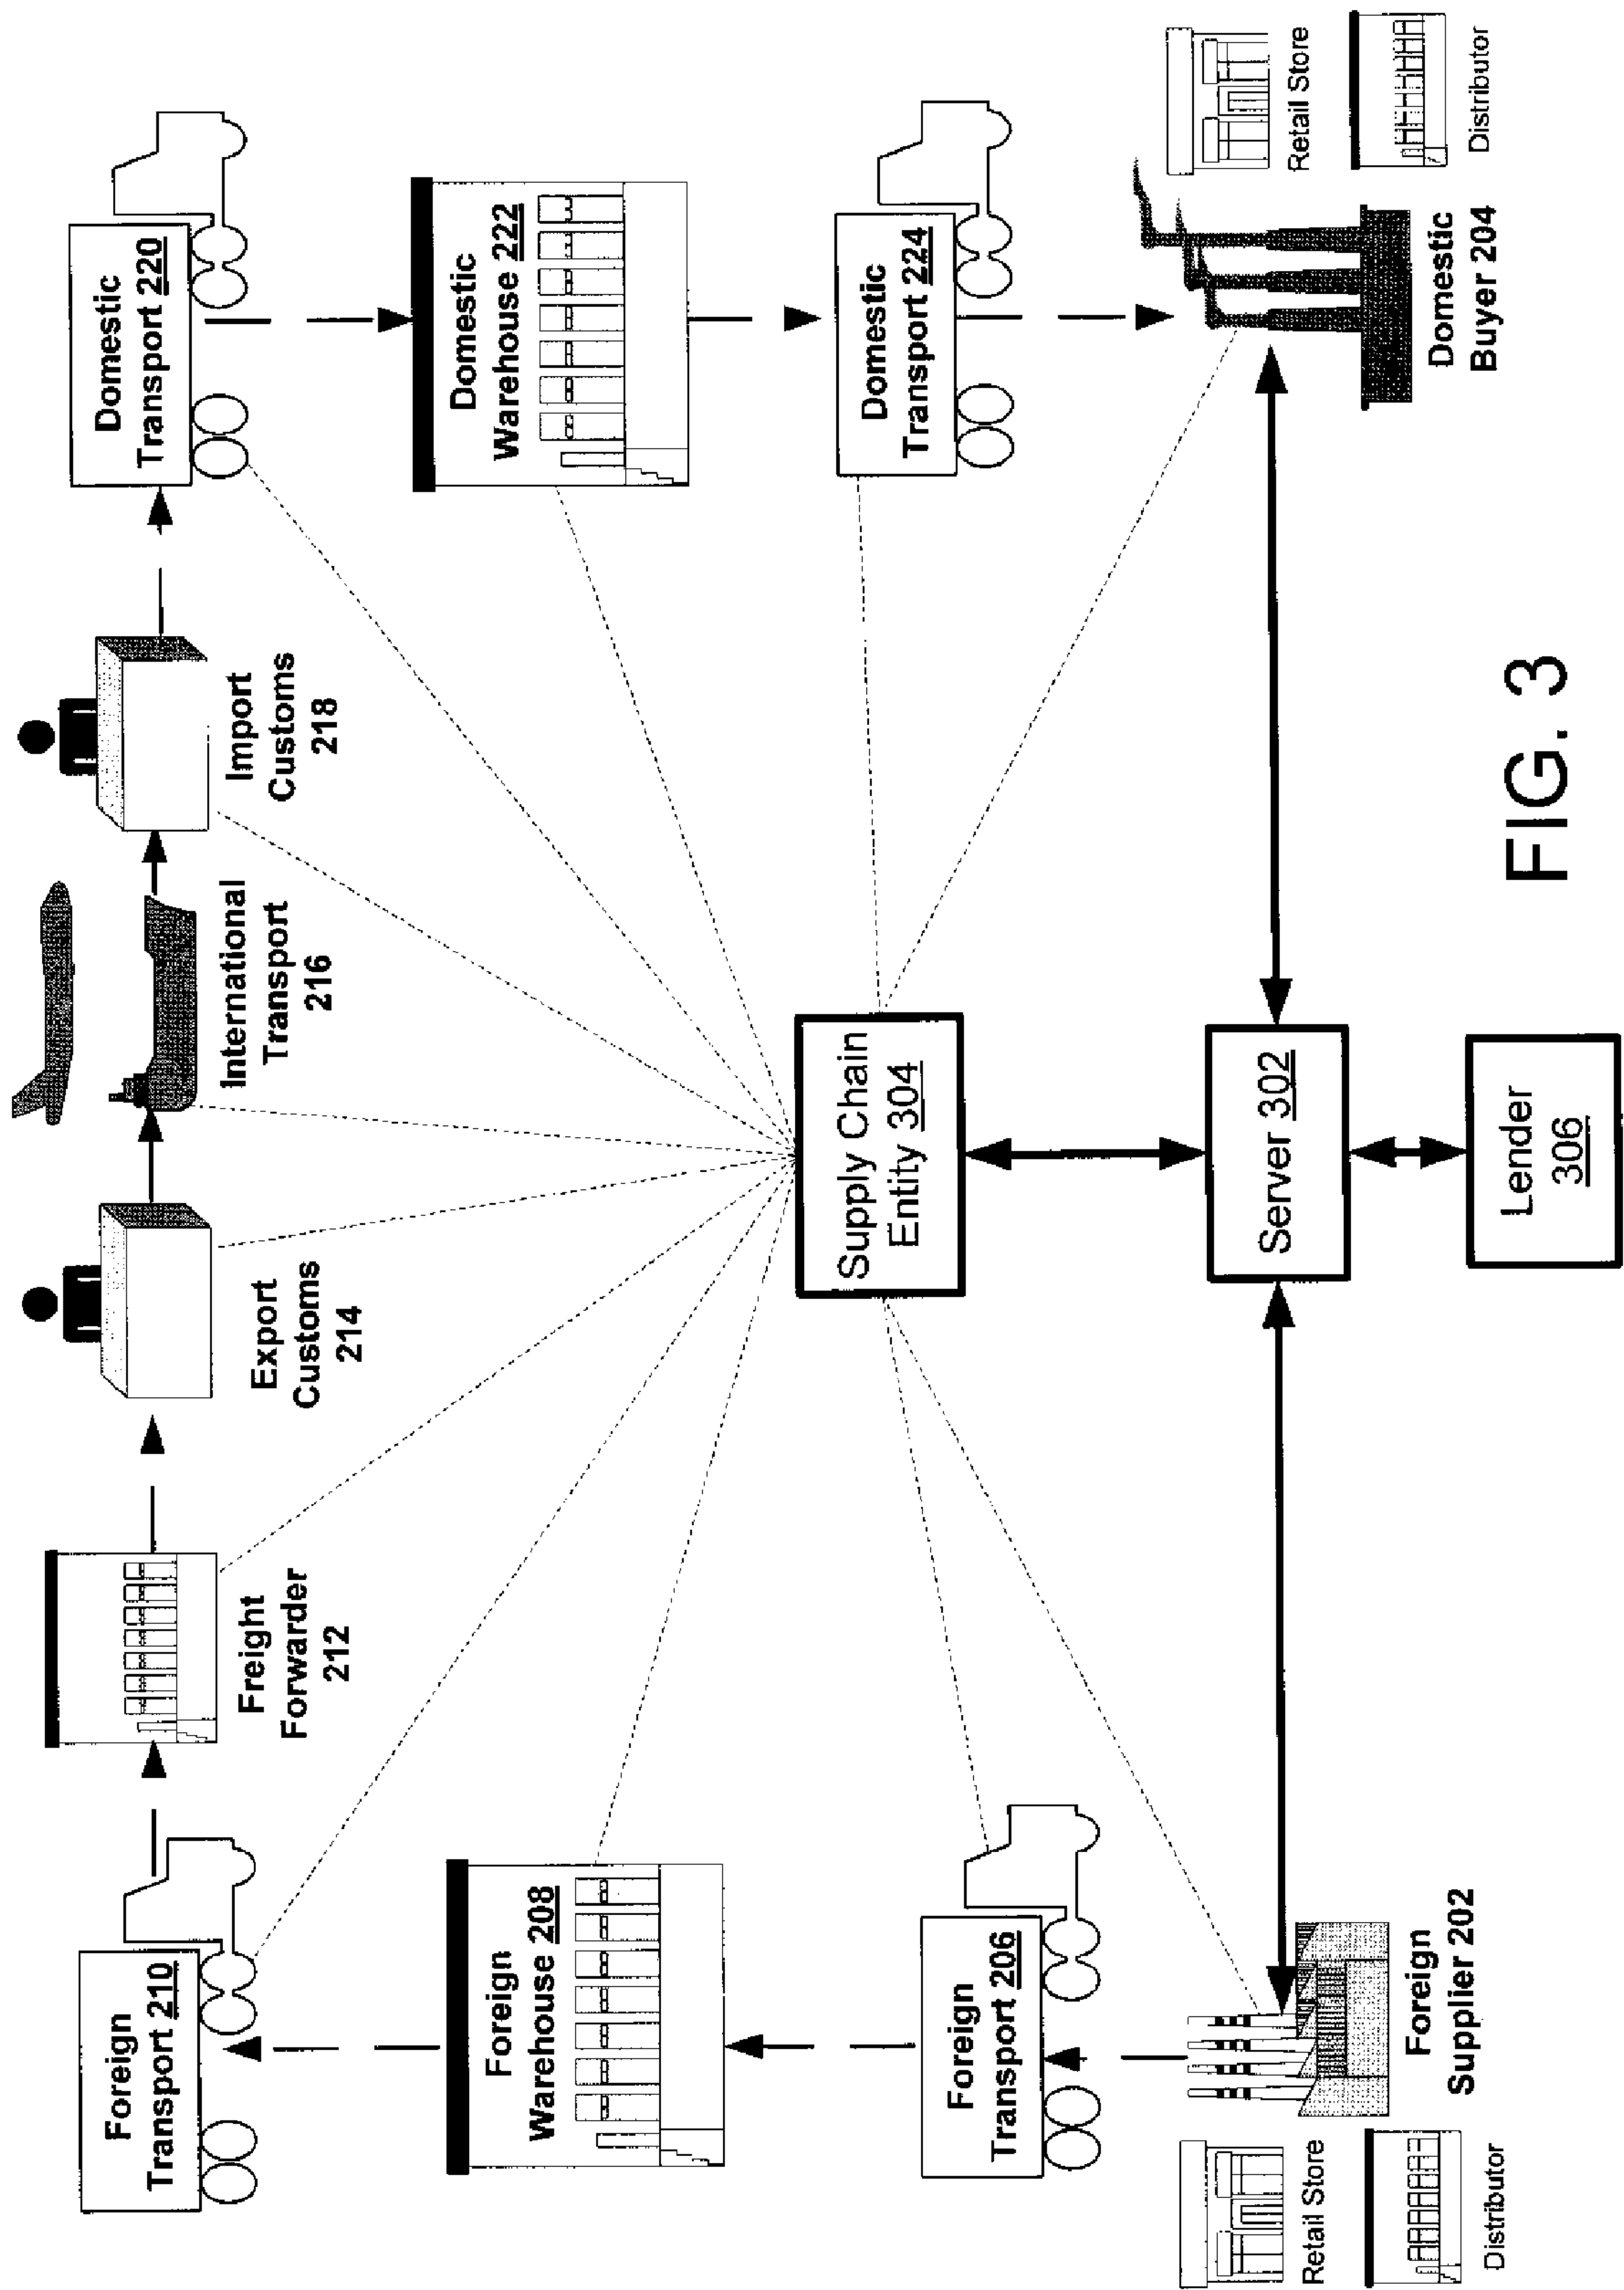 Foreign
Transport 210
Freight
Forwarder
212
Export
Customs
214
International
Transport
216
Import
Customs
218
Domestic
Transport 220
Foreign
Warehouse 208
Domestic
Warehouse 222
Foreign
Transport 206
Supply Chain
Entity 304
Domestic
Transport 224
Retail Store
Distributor
Foreign
Supplier 202
Server 302
Lender
306
Domestic
Buyer 204
Retail Store
Distributor
FIG. 3